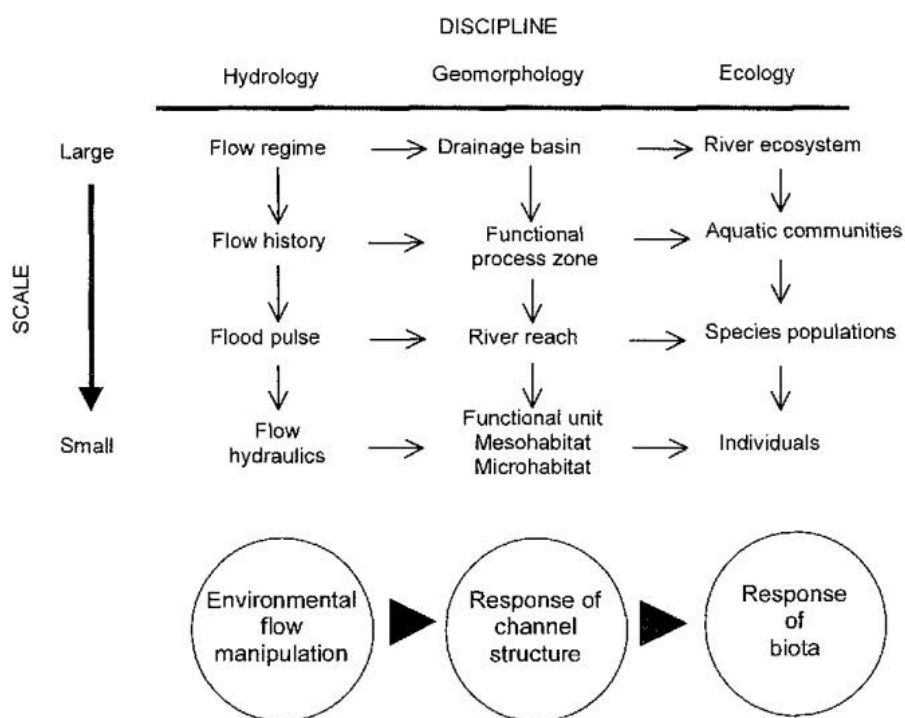 DISCIPLINE
Hydrology Geomorphology Ecology
Large Flow regime Drainage basin River ecosystem
Flow history Functional process zone Aquatic communities
SCALE
Flood pulse River reach Species populations
Small Flow hydraulics Functional unit Mesohabitat Microhabitat Individuals
Environmental flow manipulation
Response of channel structure
Response of biota